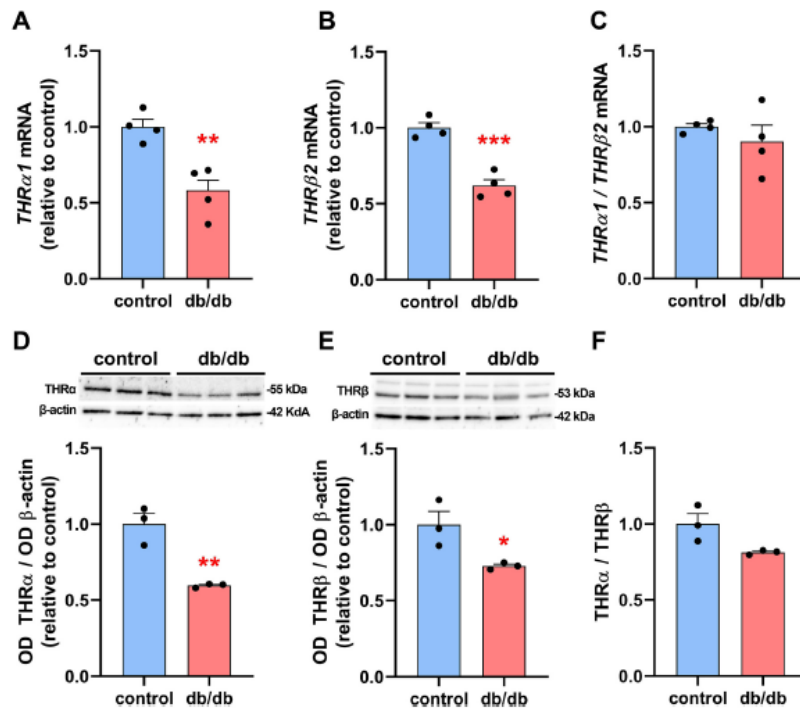 A
THRα1 mRNA
(relative to control)
1.5
1.0
0.5
0.0
**
control db/db
B
THRβ2 mRNA
(relative to control)
1.5
1.0
0.5
0.0
***
control db/db
C
THRα1 / THRβ2 mRNA
1.5
1.0
0.5
0.0
control db/db
D
control db/db
THRα
-55 kDa
β-actin
-42 KdA
OD THRα / OD β-actin
(relative to control)
1.5
1.0
0.5
0.0
**
control db/db
E
control db/db
THRβ
-53 kDa
β-actin
-42 kDa
OD THRβ / OD β-actin
(relative to control)
1.5
1.0
0.5
0.0
*
control db/db
F
THRα / THRβ
1.5
1.0
0.5
0.0
control db/db